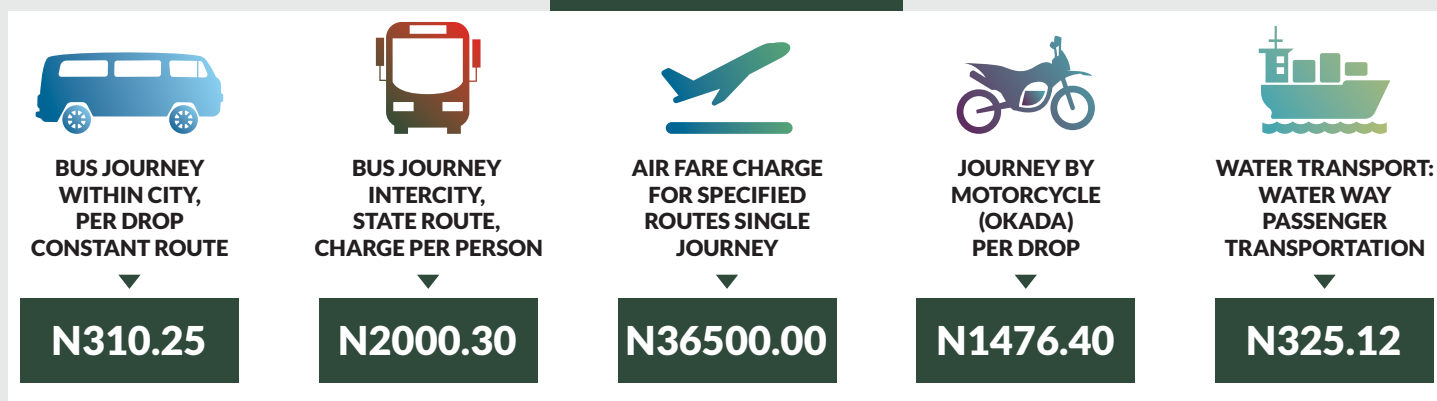 BUS JOURNEY
WITHIN CITY,
PER DROP
CONSTANT ROUTE
N310.25
BUS JOURNEY
INTERCITY,
STATE ROUTE,
CHARGE PER PERSON
N2000.30
AIR FARE CHARGE
FOR SPECIFIED
ROUTES SINGLE
JOURNEY
N36500.00
JOURNEY BY
MOTORCYCLE
(OKADA)
PER DROP
N1476.40
WATER TRANSPORT:
WATER WAY
PASSENGER
TRANSPORTATION
N325.12